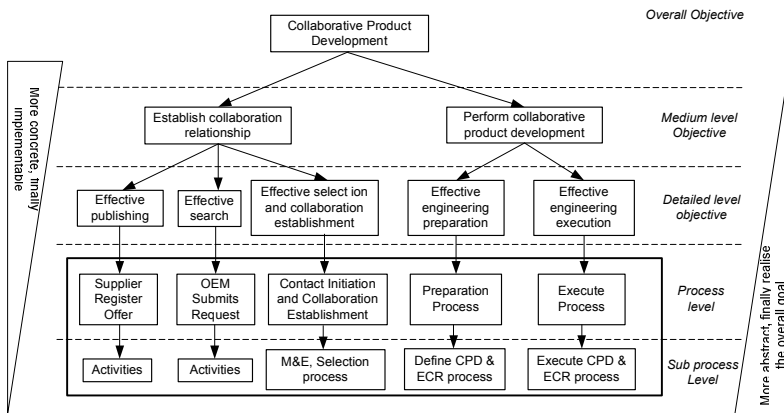 Overall Objective
Collaborative Product
Development
More concrete, finally
implementable
Establish collaboration
relationship
Perform collaborative
product development
Medium level
Objective
Effective
publishing
Effective
search
Effective select ion
and collaboration
establishment
Effective
engineering
preparation
Effective
engineering
execution
Detailed level
objective
Supplier
Register
Offer
OEM
Submits
Request
Contact Initiation
and Collaboration
Establishment
Preparation
Process
Execute
Process
Process
level
Activities
Activities
M&E, Selection
process
Define CPD &
ECR process
Execute CPD &
ECR process
Sub process
Level
More abstract, finally realise
the overall goal